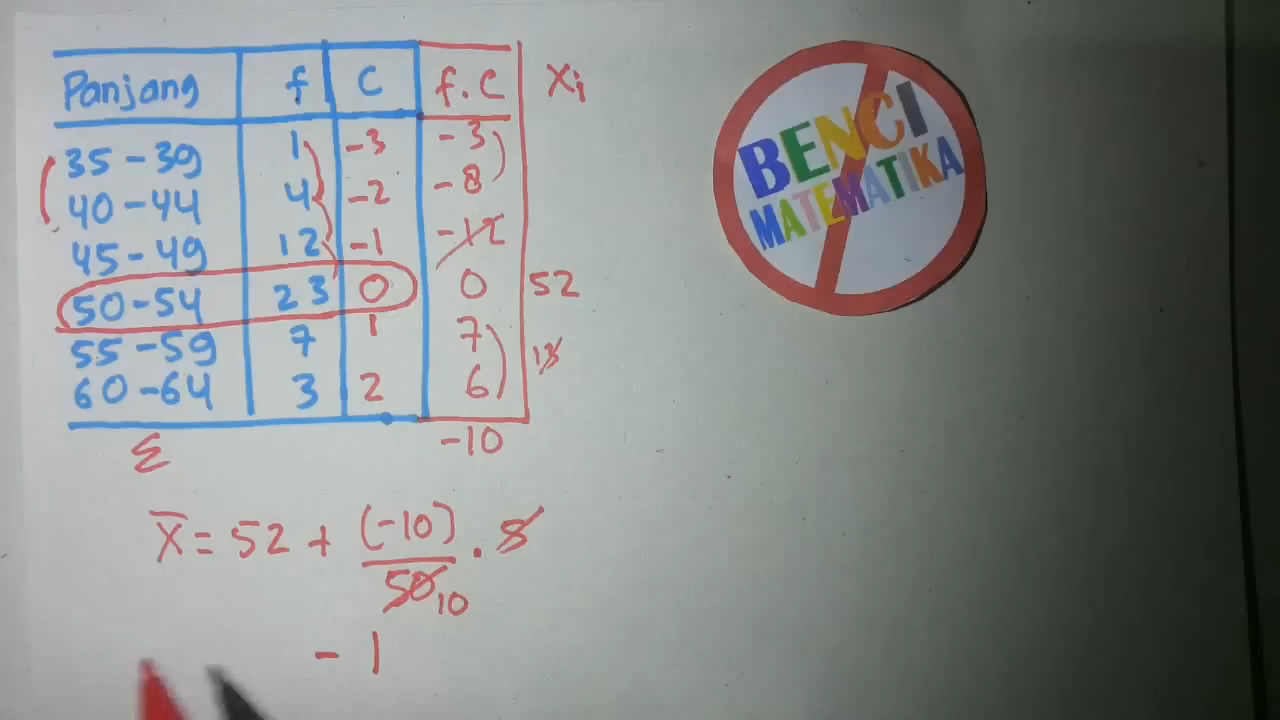 Panjang f C f.C Xi
35 - 39 1 -3 -3
40 - 44 4 -2 -8
45 - 49 12 -1 -12
50 - 54 23 0 0 52
55 - 59 7 1 7 13
60 - 64 3 2 6
Σ -10
X̄ = 52 + (-10) . 5
50 10
- 1
BENCI
MATEMATIKA